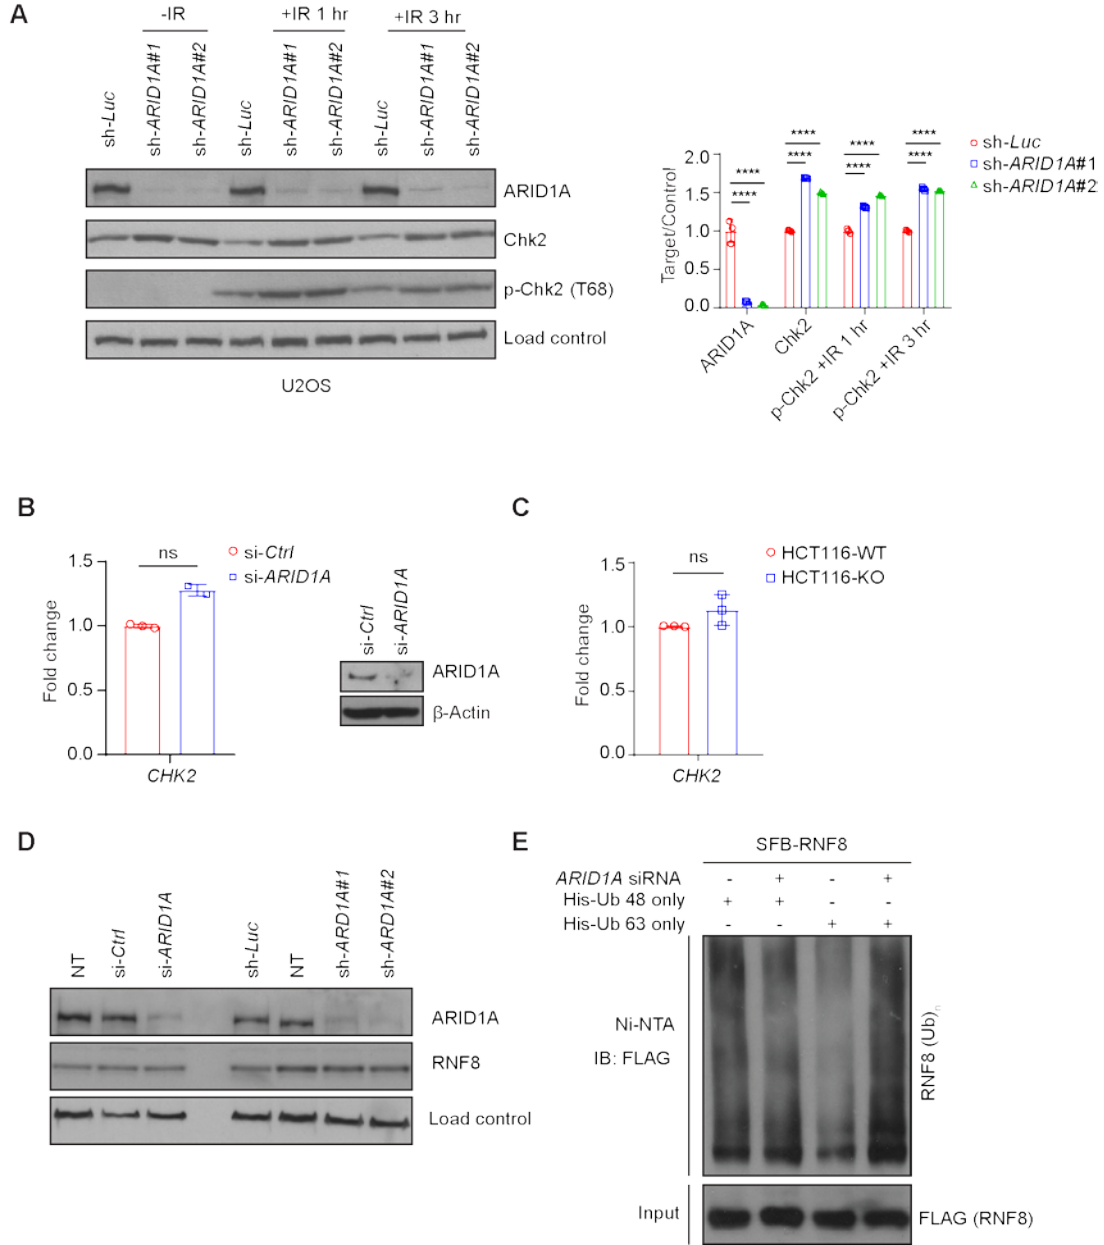 A
-IR
+IR 1 hr
+IR 3 hr
sh-Luc
sh-ARID1A#1
sh-ARID1A#2
sh-Luc
sh-ARID1A#1
sh-ARID1A#2
sh-Luc
sh-ARID1A#1
sh-ARID1A#2
ARID1A
Chk2
p-Chk2 (T68)
Load control
U2OS
Target/Control
2.0
1.5
1.0
0.5
0.0
**** ****
**** ****
**** ****
**** ****
ARID1A
Chk2
p-Chk2 +IR 1 hr
p-Chk2 +IR 3 hr
sh-Luc
sh-ARID1A#1
sh-ARID1A#2
B
Fold change
1.5
1.0
0.5
0.0
ns
CHK2
si-Ctrl
si-ARID1A
si-Ctrl
si-ARID1A
ARID1A
β-Actin
C
Fold change
1.5
1.0
0.5
0.0
ns
CHK2
HCT116-WT
HCT116-KO
D
NT
si-Ctrl
si-ARID1A
sh-Luc
NT
sh-ARD1A#1
sh-ARD1A#2
ARID1A
RNF8
Load control
E
SFB-RNF8
ARID1A siRNA - + - +
His-Ub 48 only + + - -
His-Ub 63 only - - + +
Ni-NTA
IB: FLAG
RNF8 (Ub)n
Input
FLAG (RNF8)